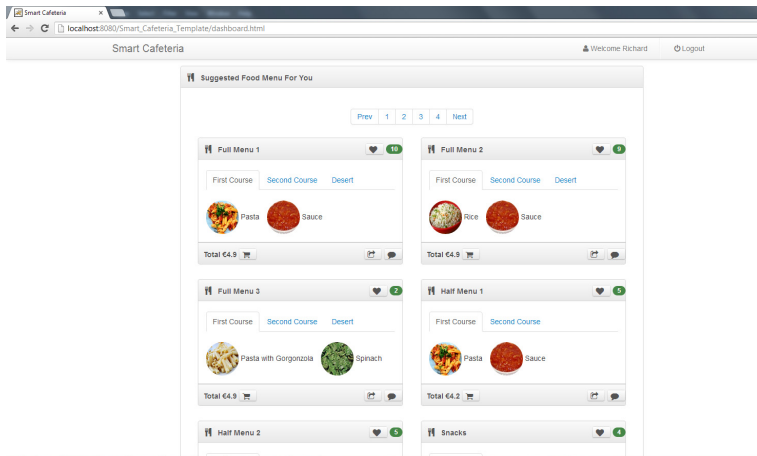 Smart Cafeteria
localhost:8080/Smart_Cafeteria_Template/dashboard.html
Smart Cafeteria Welcome Richard Logout
Suggested Food Menu For You
Prev 1 2 3 4 Next
Full Menu 1 10
First Course Second Course Desert
Pasta Sauce
Total €4.9
Full Menu 2 9
First Course Second Course Desert
Rice Sauce
Total €4.9
Full Menu 3 2
First Course Second Course Desert
Pasta with Gorgonzola Spinach
Total €4.9
Half Menu 1 5
First Course Second Course
Pasta Sauce
Total €4.2
Half Menu 2 5
Snacks 4